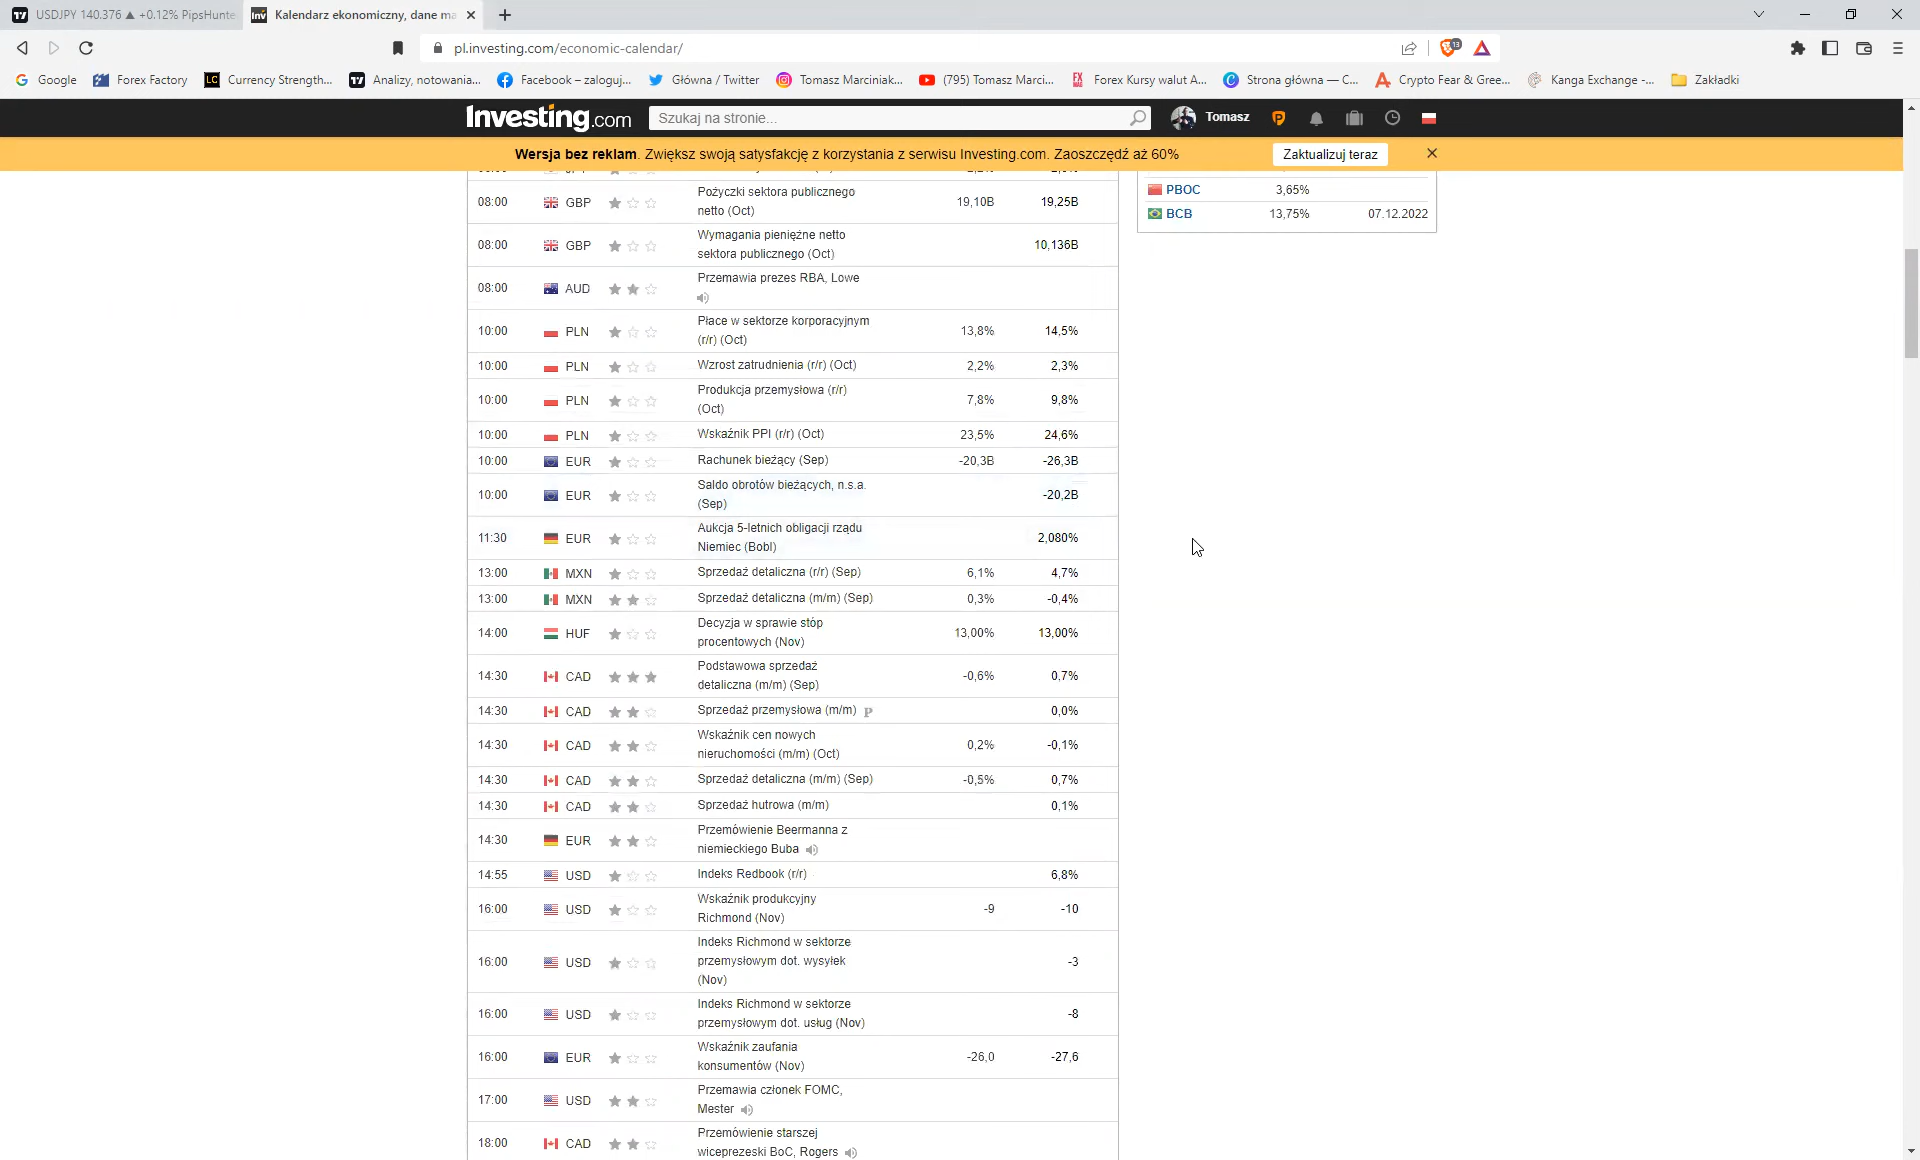 USDJPY 140.376 ▲ +0.12% PipsHunte
Kalendarz ekonomiczny, dane ma
pl.investing.com/economic-calendar/
13
Google
Forex Factory
Currency Strength...
Analizy, notowania...
Facebook – zaloguj...
Główna / Twitter
Tomasz Marciniak...
(795) Tomasz Marci...
Forex Kursy walut A...
Strona główna — C...
Crypto Fear & Gree...
Kanga Exchange -...
Zakładki
Investing.com
Szukaj na stronie...
Tomasz
Wersja bez reklam. Zwiększ swoją satysfakcję z korzystania z serwisu Investing.com. Zaoszczędź aż 60%
Zaktualizuj teraz
PBOC 3,65%
BCB 13,75% 07.12.2022
08:00 GBP Pożyczki sektora publicznego 19,10B 19,25B
netto (Oct)
08:00 GBP Wymagania pieniężne netto 10,136B
sektora publicznego (Oct)
08:00 AUD Przemawia prezes RBA, Lowe
10:00 PLN Płace w sektorze korporacyjnym 13,8% 14,5%
(r/r) (Oct)
10:00 PLN Wzrost zatrudnienia (r/r) (Oct) 2,2% 2,3%
10:00 PLN Produkcja przemysłowa (r/r) 7,8% 9,8%
(Oct)
10:00 PLN Wskaźnik PPI (r/r) (Oct) 23,5% 24,6%
10:00 EUR Rachunek bieżący (Sep) -20,3B -26,3B
10:00 EUR Saldo obrotów bieżących, n.s.a. -20,2B
(Sep)
11:30 EUR Aukcja 5-letnich obligacji rządu 2,080%
Niemiec (Bobl)
13:00 MXN Sprzedaż detaliczna (r/r) (Sep) 6,1% 4,7%
13:00 MXN Sprzedaż detaliczna (m/m) (Sep) 0,3% -0,4%
14:00 HUF Decyzja w sprawie stóp 13,00% 13,00%
procentowych (Nov)
14:30 CAD Podstawowa sprzedaż -0,6% 0,7%
detaliczna (m/m) (Sep)
14:30 CAD Sprzedaż przemysłowa (m/m) P 0,0%
14:30 CAD Wskaźnik cen nowych 0,2% -0,1%
nieruchomości (m/m) (Oct)
14:30 CAD Sprzedaż detaliczna (m/m) (Sep) -0,5% 0,7%
14:30 CAD Sprzedaż hutrowa (m/m) 0,1%
14:30 EUR Przemówienie Beermanna z
niemieckiego Buba
14:55 USD Indeks Redbook (r/r) 6,8%
16:00 USD Wskaźnik produkcyjny -9 -10
Richmond (Nov)
16:00 USD Indeks Richmond w sektorze -3
przemysłowym dot. wysyłek
(Nov)
16:00 USD Indeks Richmond w sektorze -8
przemysłowym dot. usług (Nov)
16:00 EUR Wskaźnik zaufania -26,0 -27,6
konsumentów (Nov)
17:00 USD Przemawia członek FOMC,
Mester
18:00 CAD Przemówienie starszej
wiceprezeski BoC, Rogers